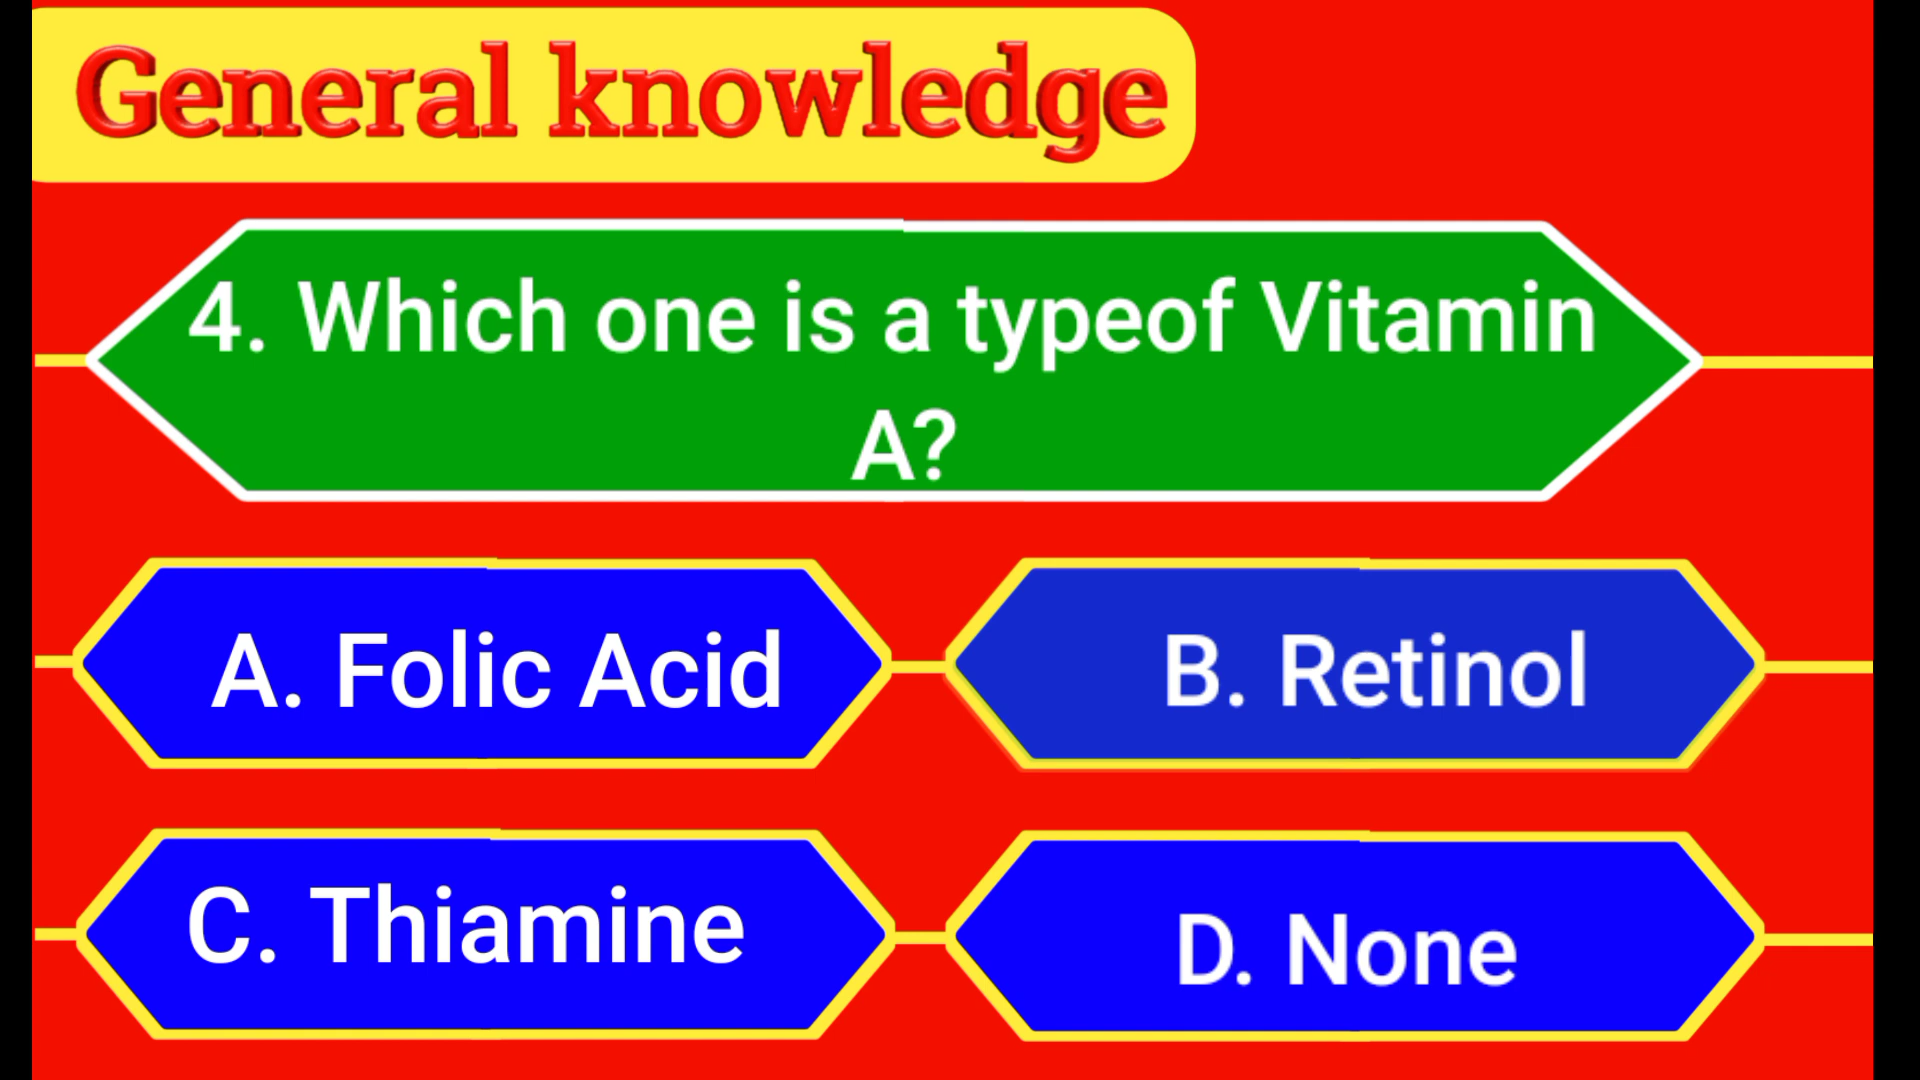 General knowledge
4. Which one is a typeof Vitamin
A?
A. Folic Acid
B. Retinol
C. Thiamine
D. None